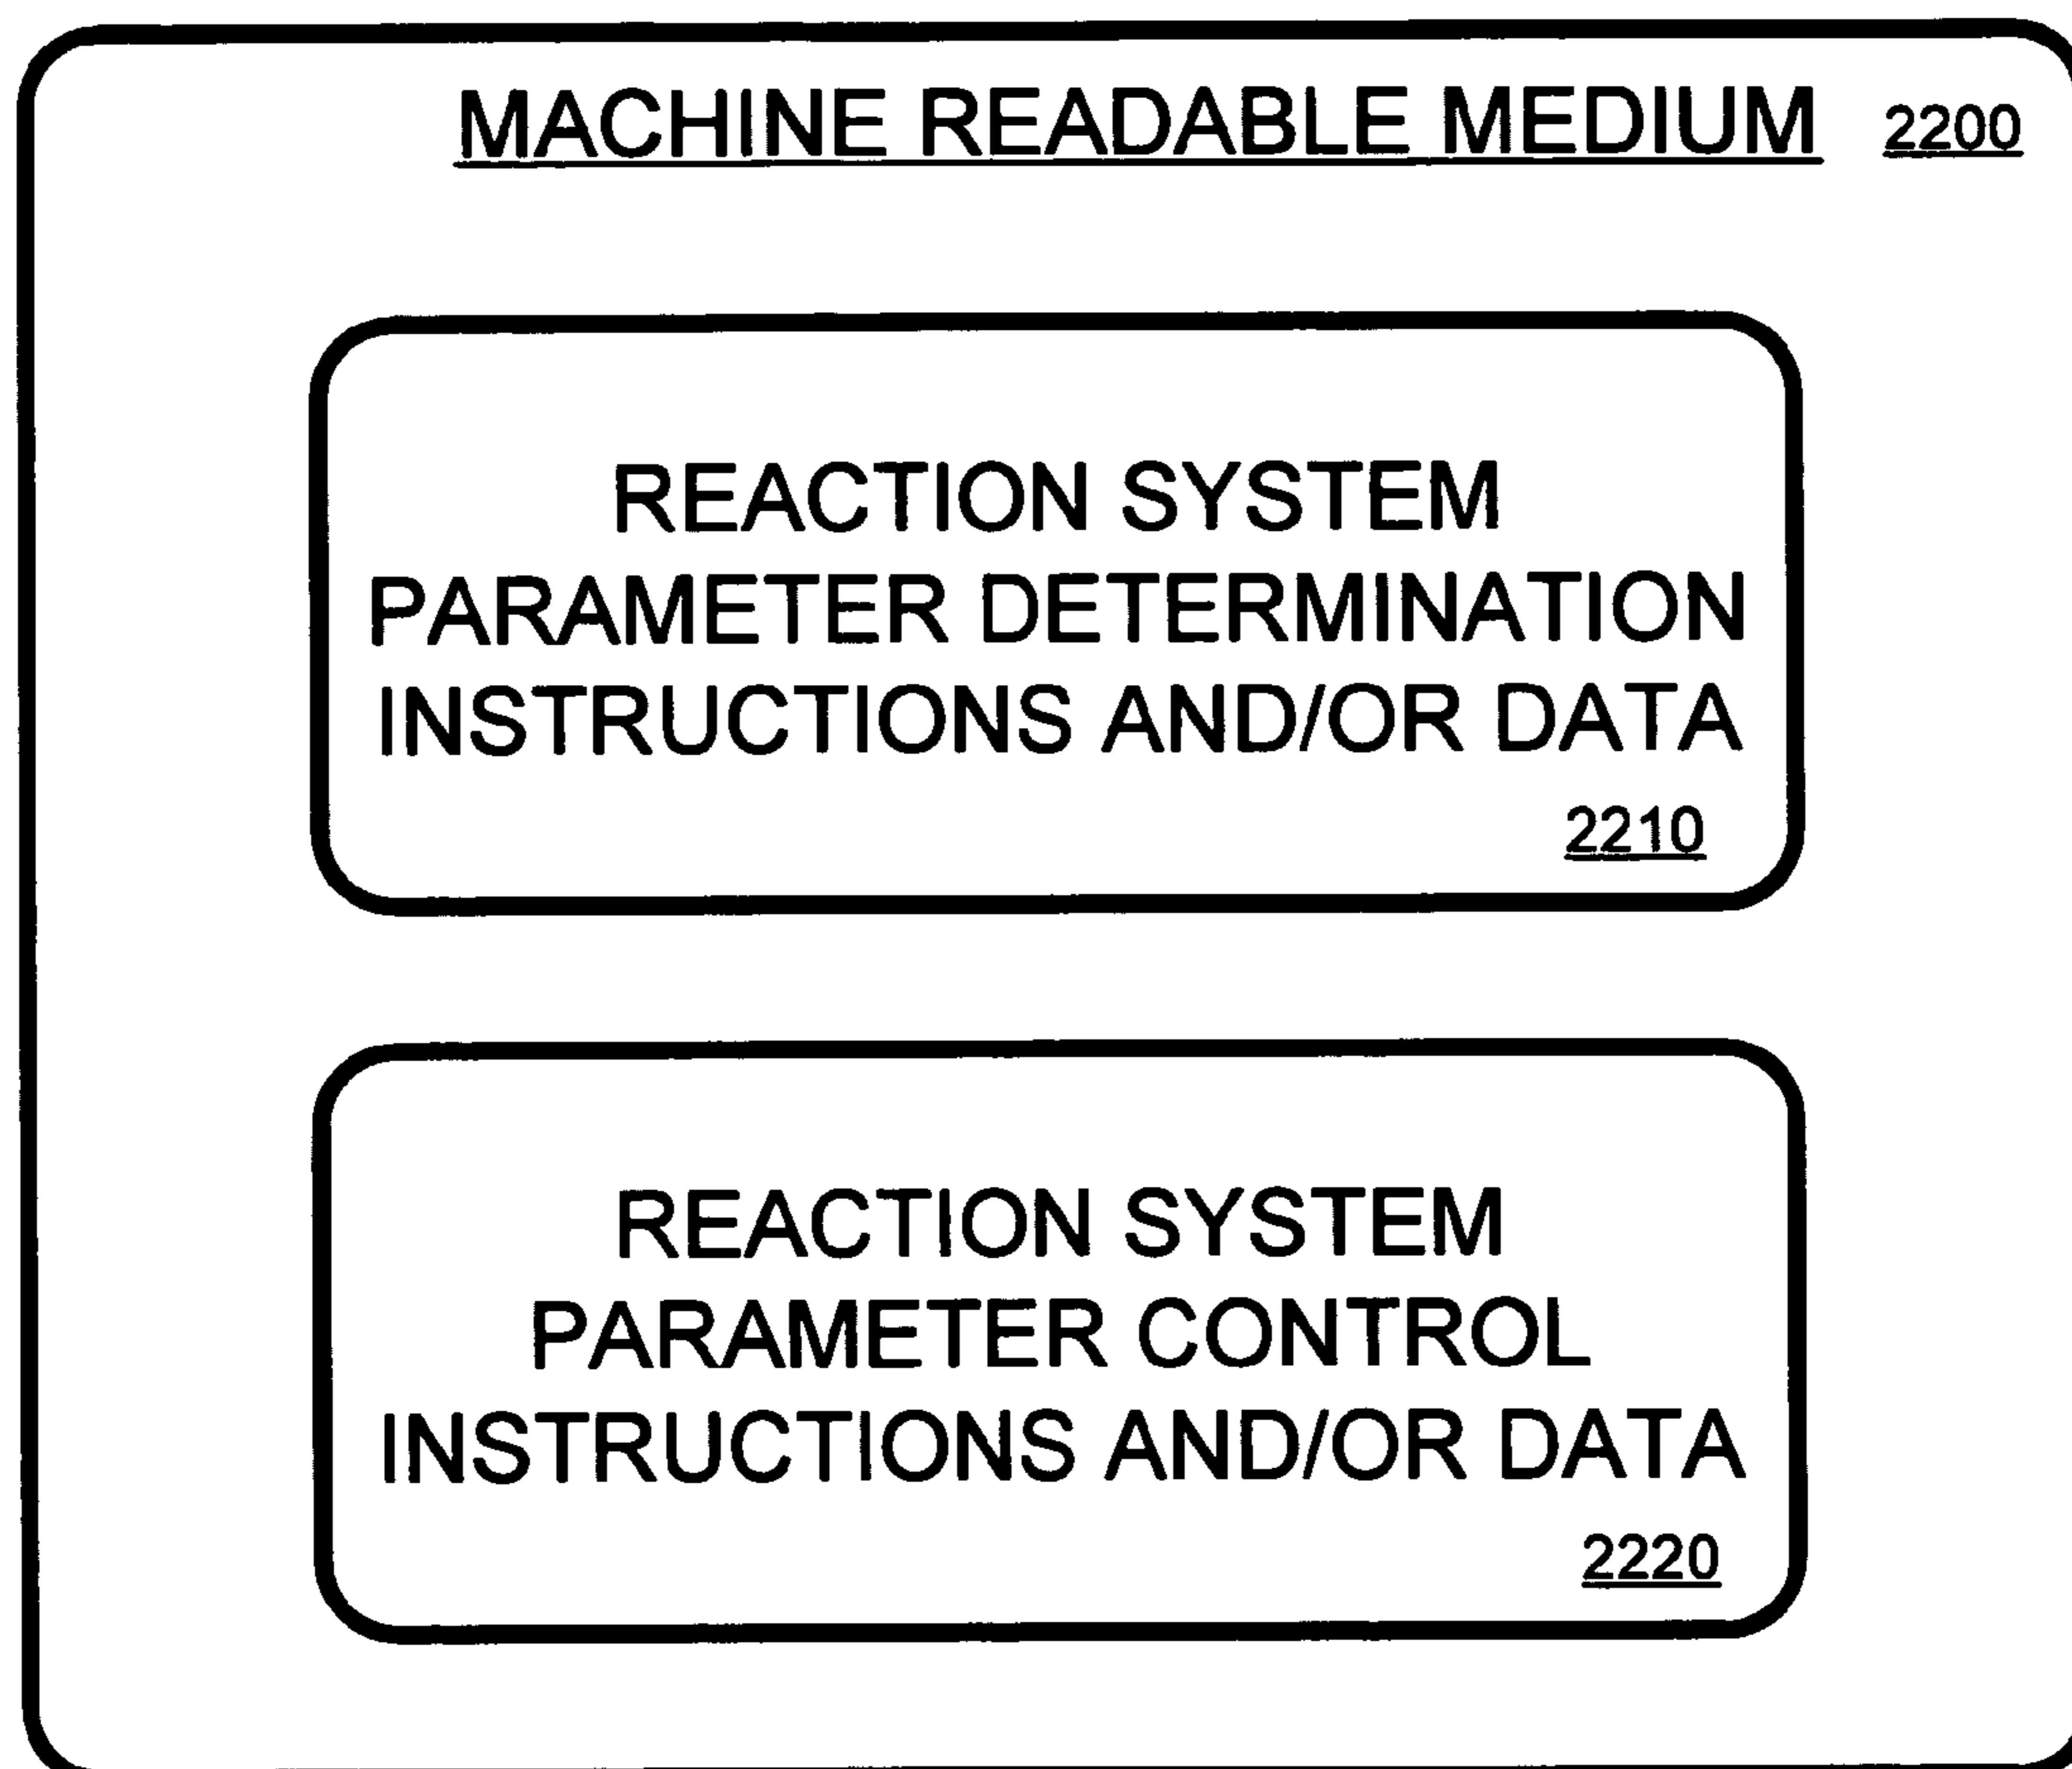 MACHINE READABLE MEDIUM 2200
REACTION SYSTEM
PARAMETER DETERMINATION
INSTRUCTIONS AND/OR DATA
2210
REACTION SYSTEM
PARAMETER CONTROL
INSTRUCTIONS AND/OR DATA
2220